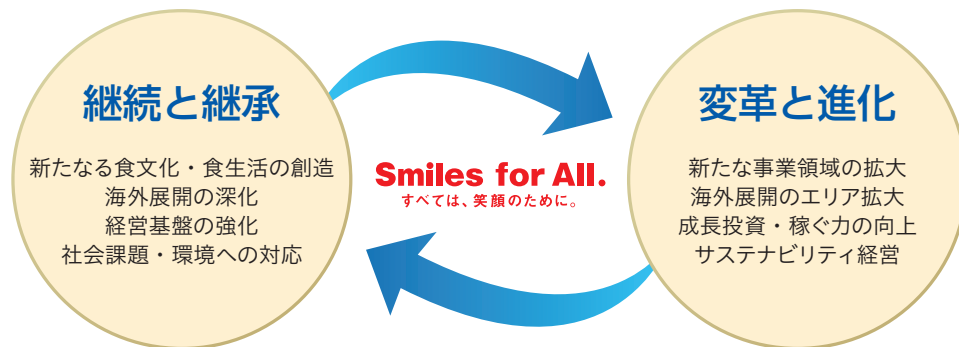 継続と継承
新たなる食文化・食生活の創造
海外展開の深化
経営基盤の強化
社会課題・環境への対応
Smiles for All.
すべては、笑顔のために。
変革と進化
新たな事業領域の拡大
海外展開のエリア拡大
成長投資・稼ぐ力の向上
サステナビリティ経営